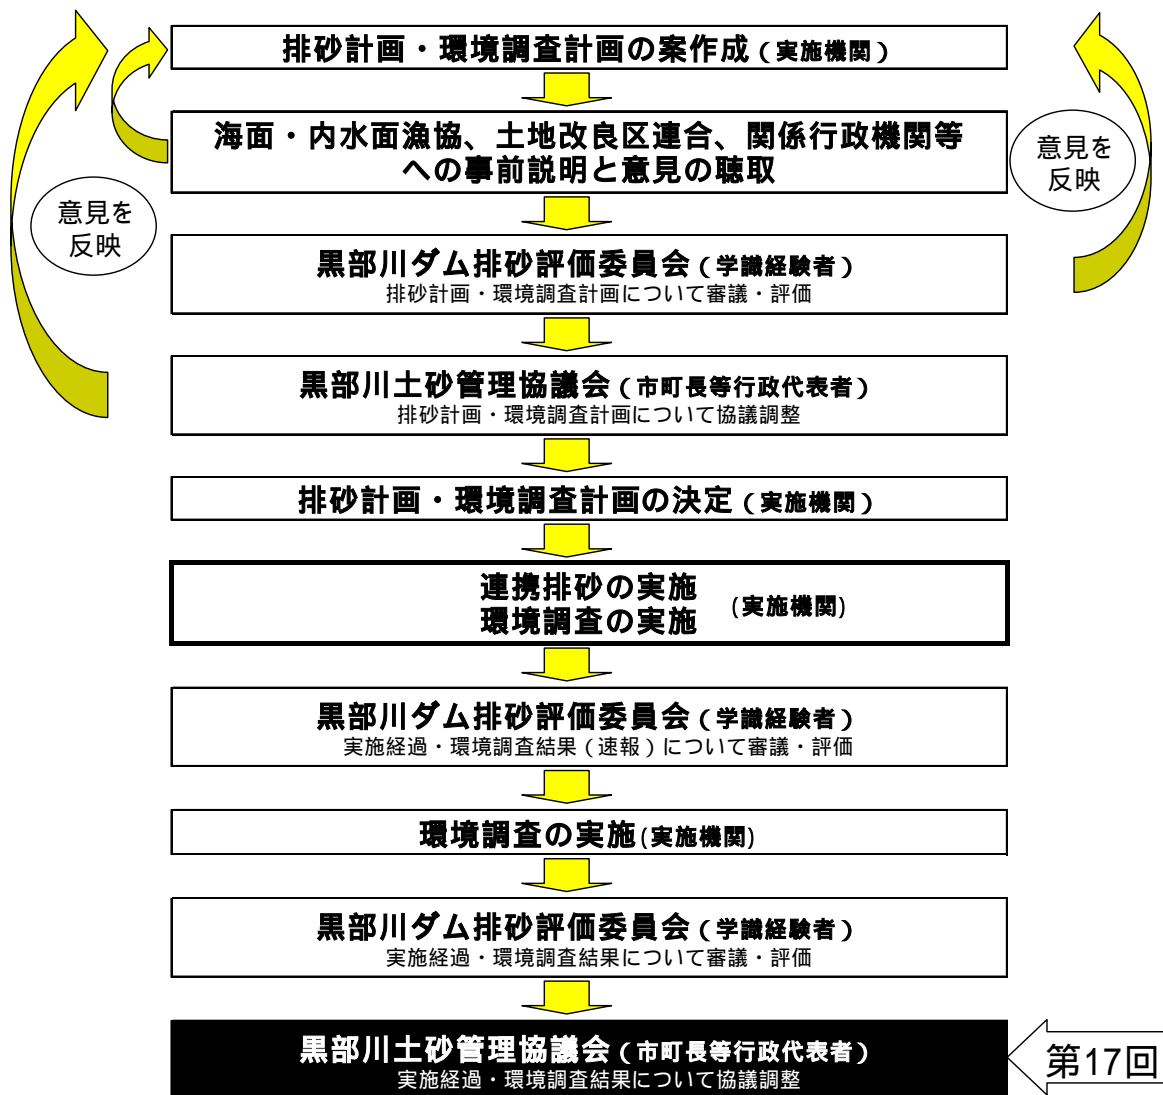 排砂計画・環境調査計画の案作成（実施機関）
海面・内水面漁協、土地改良区連合、関係行政機関等
への事前説明と意見の聴取
意見を
反映
意見を
反映
黒部川ダム排砂評価委員会（学識経験者）
排砂計画・環境調査計画について審議・評価
黒部川土砂管理協議会（市町長等行政代表者）
排砂計画・環境調査計画について協議調整
排砂計画・環境調査計画の決定（実施機関）
連携排砂の実施
環境調査の実施
(実施機関)
黒部川ダム排砂評価委員会（学識経験者）
実施経過・環境調査結果（速報）について審議・評価
環境調査の実施(実施機関)
黒部川ダム排砂評価委員会（学識経験者）
実施経過・環境調査結果について審議・評価
黒部川土砂管理協議会（市町長等行政代表者）
実施経過・環境調査結果について協議調整
第17回